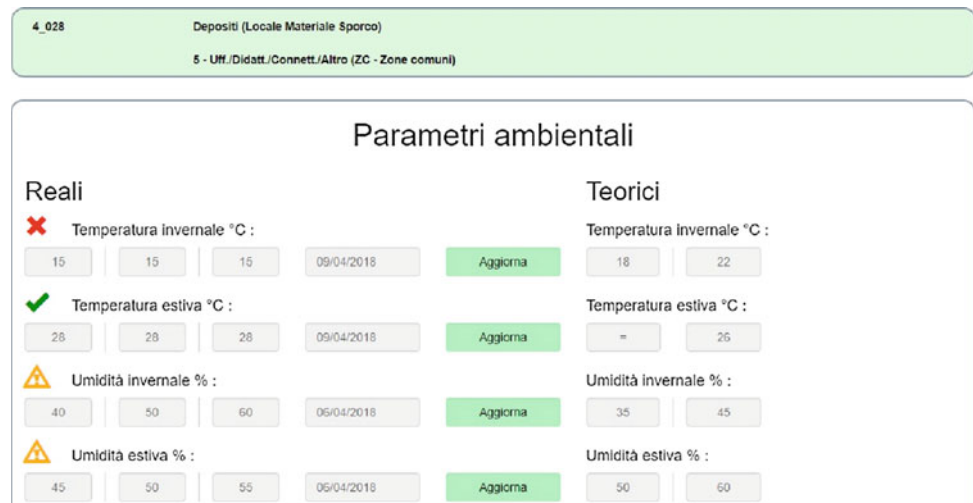 4_028 Depositi (Locale Materiale Sporco)
5 - Uff./Didatt./Connett./Altro (ZC - Zone comuni)
Parametri ambientali
Reali Teorici
Temperatura invernale °C : Temperatura invernale °C :
15 15 15 09/04/2018 Aggiorna 18 22
Temperatura estiva °C : Temperatura estiva °C :
28 28 28 09/04/2018 Aggiorna = 26
Umidità invernale % : Umidità invernale % :
40 50 60 06/04/2018 Aggiorna 35 45
Umidità estiva % : Umidità estiva % :
45 50 55 06/04/2018 Aggiorna 50 60